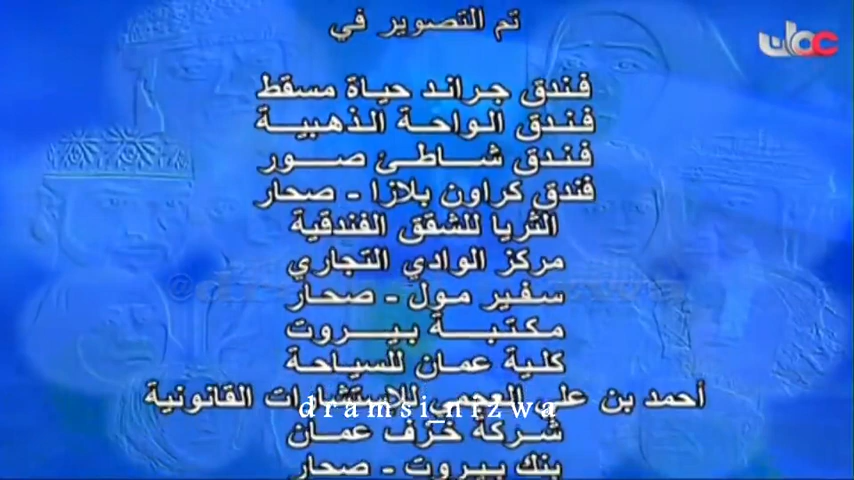 تم التصوير في
فندق جراند حياة مسقط
فندق الواحة الذهبية
فندق شاطئ صور
فندق كراون بلازا - صحار
الثريا للشقق الفندقية
مركز الوادي التجاري
سفير مول - صحار
مكتبة بيروت
كلية عمان للسياحة
أحمد بن علي العجمي للاستشارات القانونية
dramsi_nizwa
شركة خزف عمان
بنك بيروت - صحار